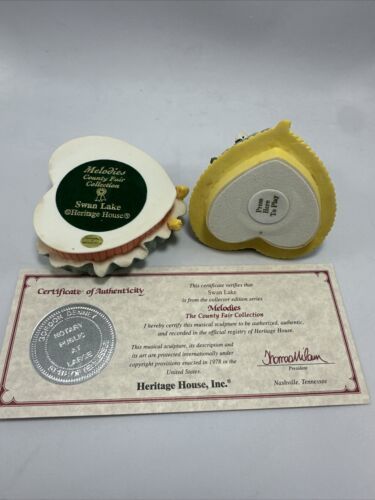 Melodies
County Fair
Collection
Swan Lake
®Heritage House®
Press
Here
To Play
Certificate of Authenticity
This certificate verifies that
Swan Lake
is from the collector edition series
Melodies
The County Fair Collection
I hereby certify this musical sculpture to be authorized, authentic,
and recorded in the official registry of Heritage House.
This musical sculpture, its description and
its art are protected internationally under
copyright provisions enacted in 1978 in the
United States.
Heritage House, Inc.®
President
Nashville, Tennessee
NOTARY
PUBLIC
AT
LARGE